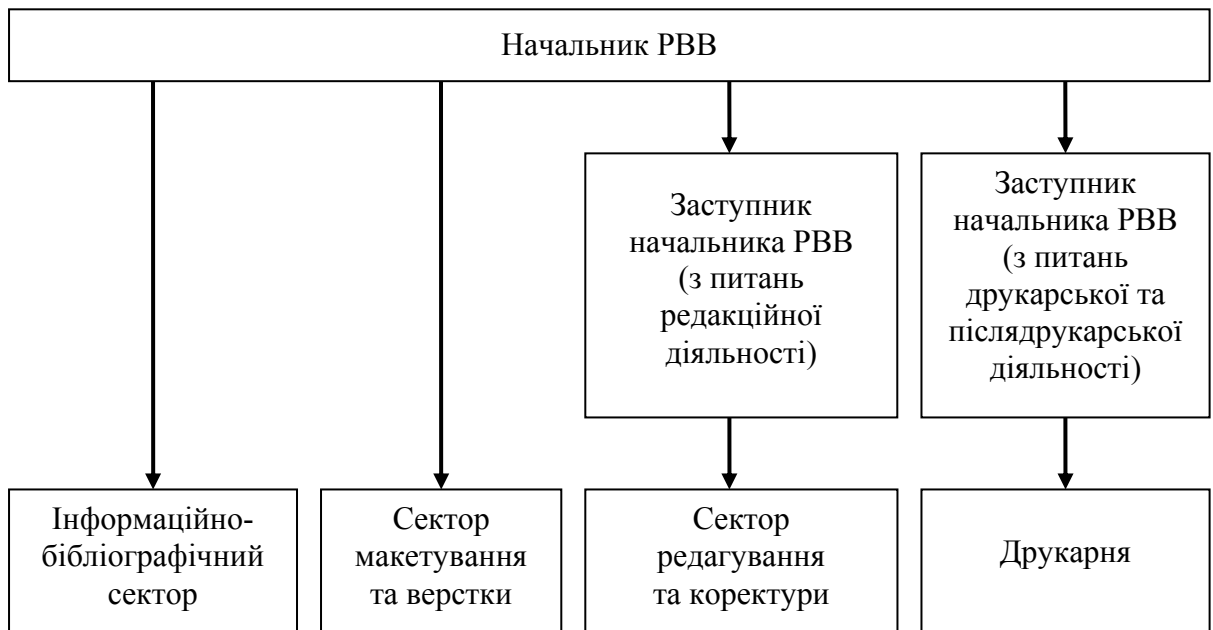 Начальник РВВ
Заступник
начальника РВВ
(з питань
редакційної
діяльності)
Заступник
начальника РВВ
(з питань
друкарської та
післядрукарської
діяльності)
Інформаційно-
бібліографічний
сектор
Сектор
макетування
та верстки
Сектор
редагування
та коректури
Друкарня